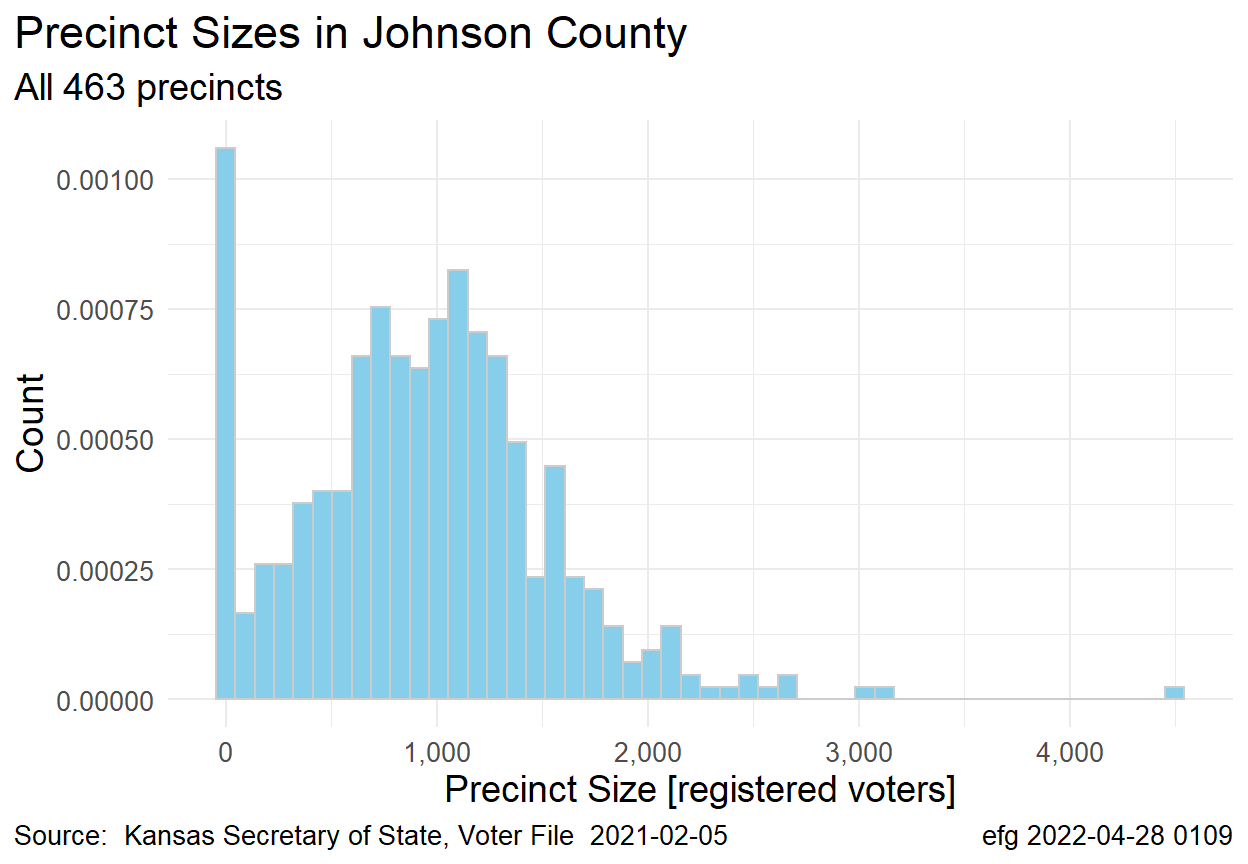 Precinct Sizes in Johnson County
All 463 precincts
0.00100
0.00075
0.00050
0.00025
0.00000
Count
0 1,000 2,000 3,000 4,000
Precinct Size [registered voters]
Source:  Kansas Secretary of State, Voter File  2021-02-05 efg 2022-04-28 0109